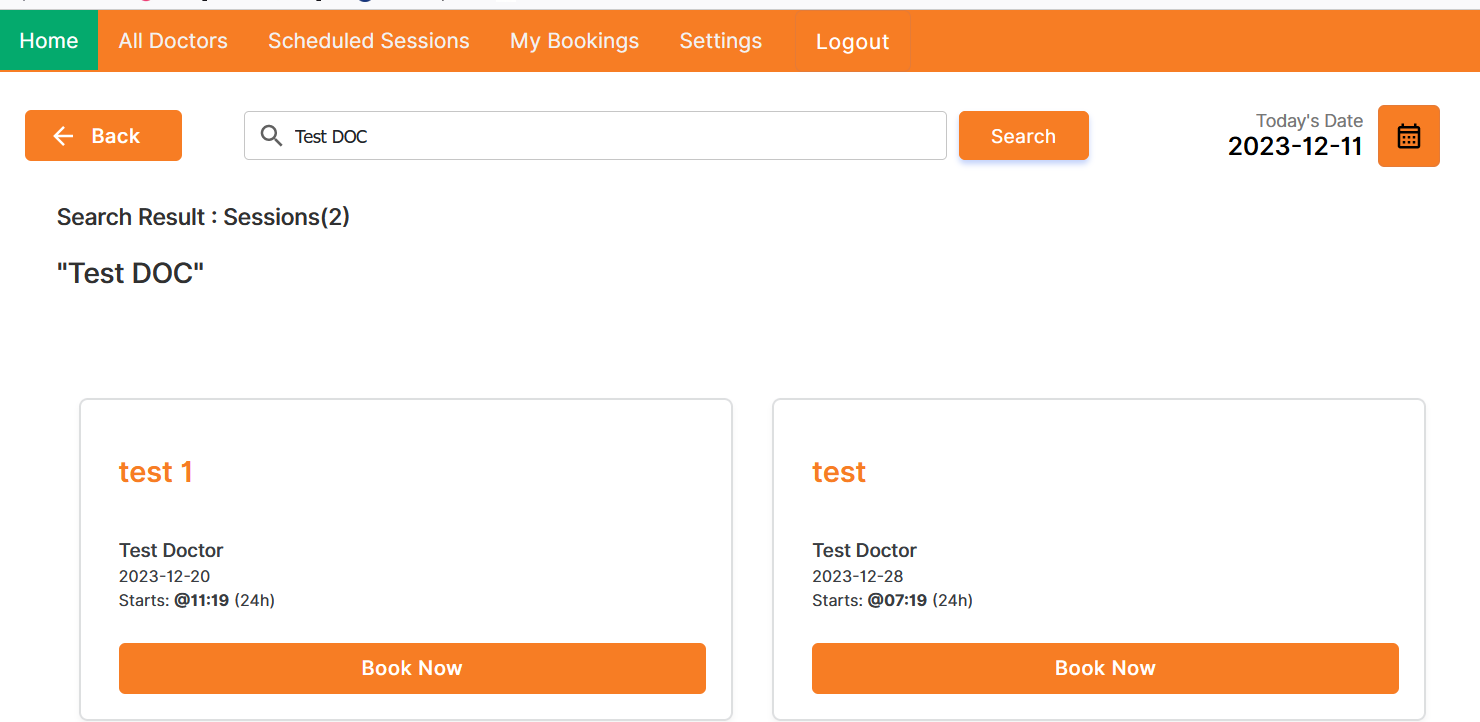 Home All Doctors Scheduled Sessions My Bookings Settings Logout
Back
Test DOC
Search
Today's Date
2023-12-11
Search Result : Sessions(2)
"Test DOC"
test 1
Test Doctor
2023-12-20
Starts: @11:19 (24h)
Book Now
test
Test Doctor
2023-12-28
Starts: @07:19 (24h)
Book Now